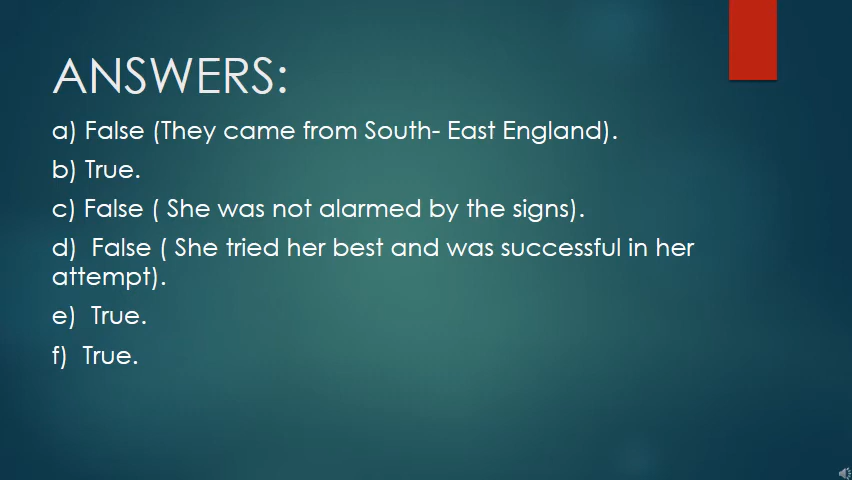 ANSWERS:
a) False (They came from South- East England).
b) True.
c) False ( She was not alarmed by the signs).
d)  False ( She tried her best and was successful in her
attempt).
e)  True.
f)  True.